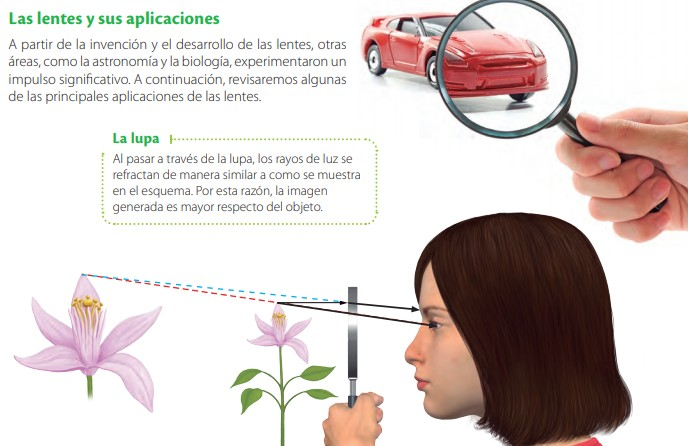 Las lentes y sus aplicaciones
A partir de la invención y el desarrollo de las lentes, otras
áreas, como la astronomía y la biología, experimentaron un
impulso significativo. A continuación, revisaremos algunas
de las principales aplicaciones de las lentes.
La lupa
Al pasar a través de la lupa, los rayos de luz se
refractan de manera similar a como se muestra
en el esquema. Por esta razón, la imagen
generada es mayor respecto del objeto.